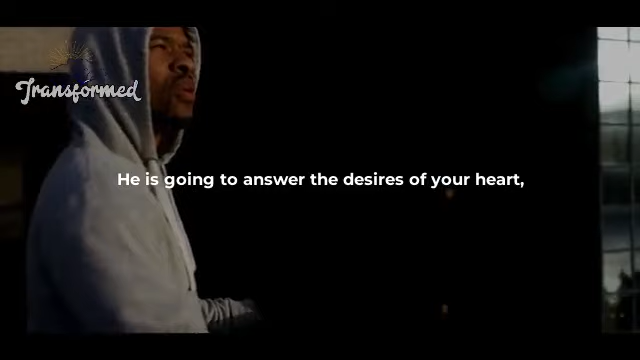 Transformed
He is going to answer the desires of your heart,